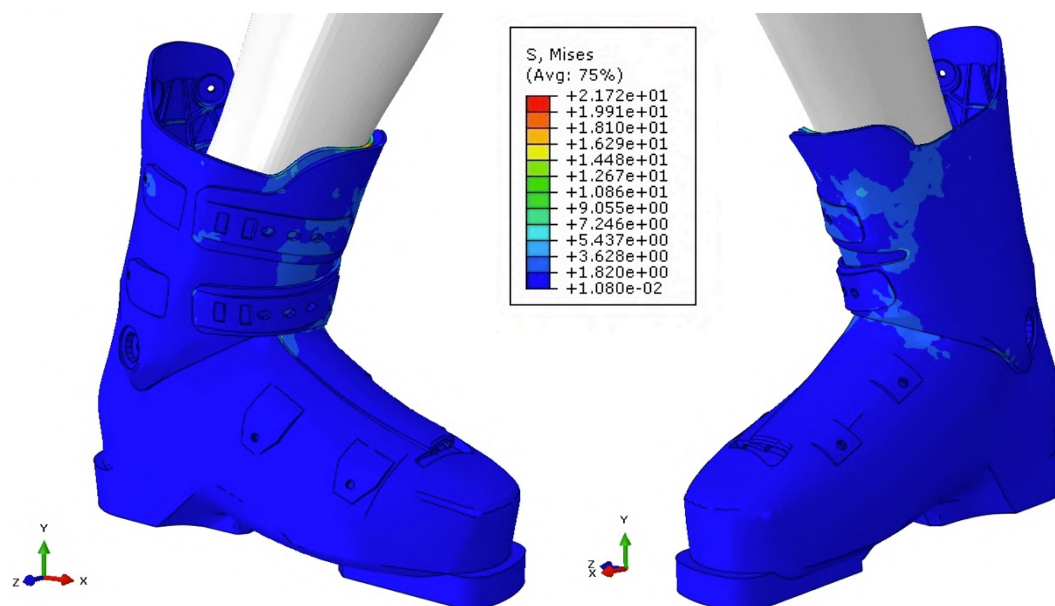 S, Mises
(Avg: 75%)
+2.172e+01
+1.991e+01
+1.810e+01
+1.629e+01
+1.448e+01
+1.267e+01
+1.086e+01
+9.055e+00
+7.246e+00
+5.437e+00
+3.628e+00
+1.820e+00
+1.080e-02
Y
Z
X
Y
Z
X